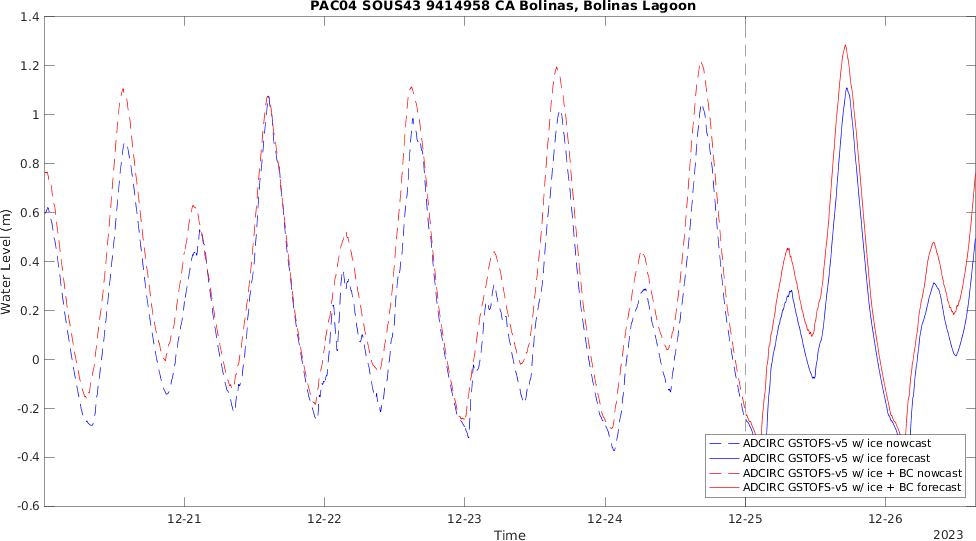 PAC04 SOUS43 9414958 CA Bolinas, Bolinas Lagoon
1.4
1.2
1
0.8
0.6
0.4
0.2
0
-0.2
-0.4
-0.6
Water Level (m)
12-21
12-22
12-23
12-24
12-25
12-26
Time
2023
ADCIRC GSTOFS-v5 w/ ice nowcast
ADCIRC GSTOFS-v5 w/ ice forecast
ADCIRC GSTOFS-v5 w/ ice + BC nowcast
ADCIRC GSTOFS-v5 w/ ice + BC forecast